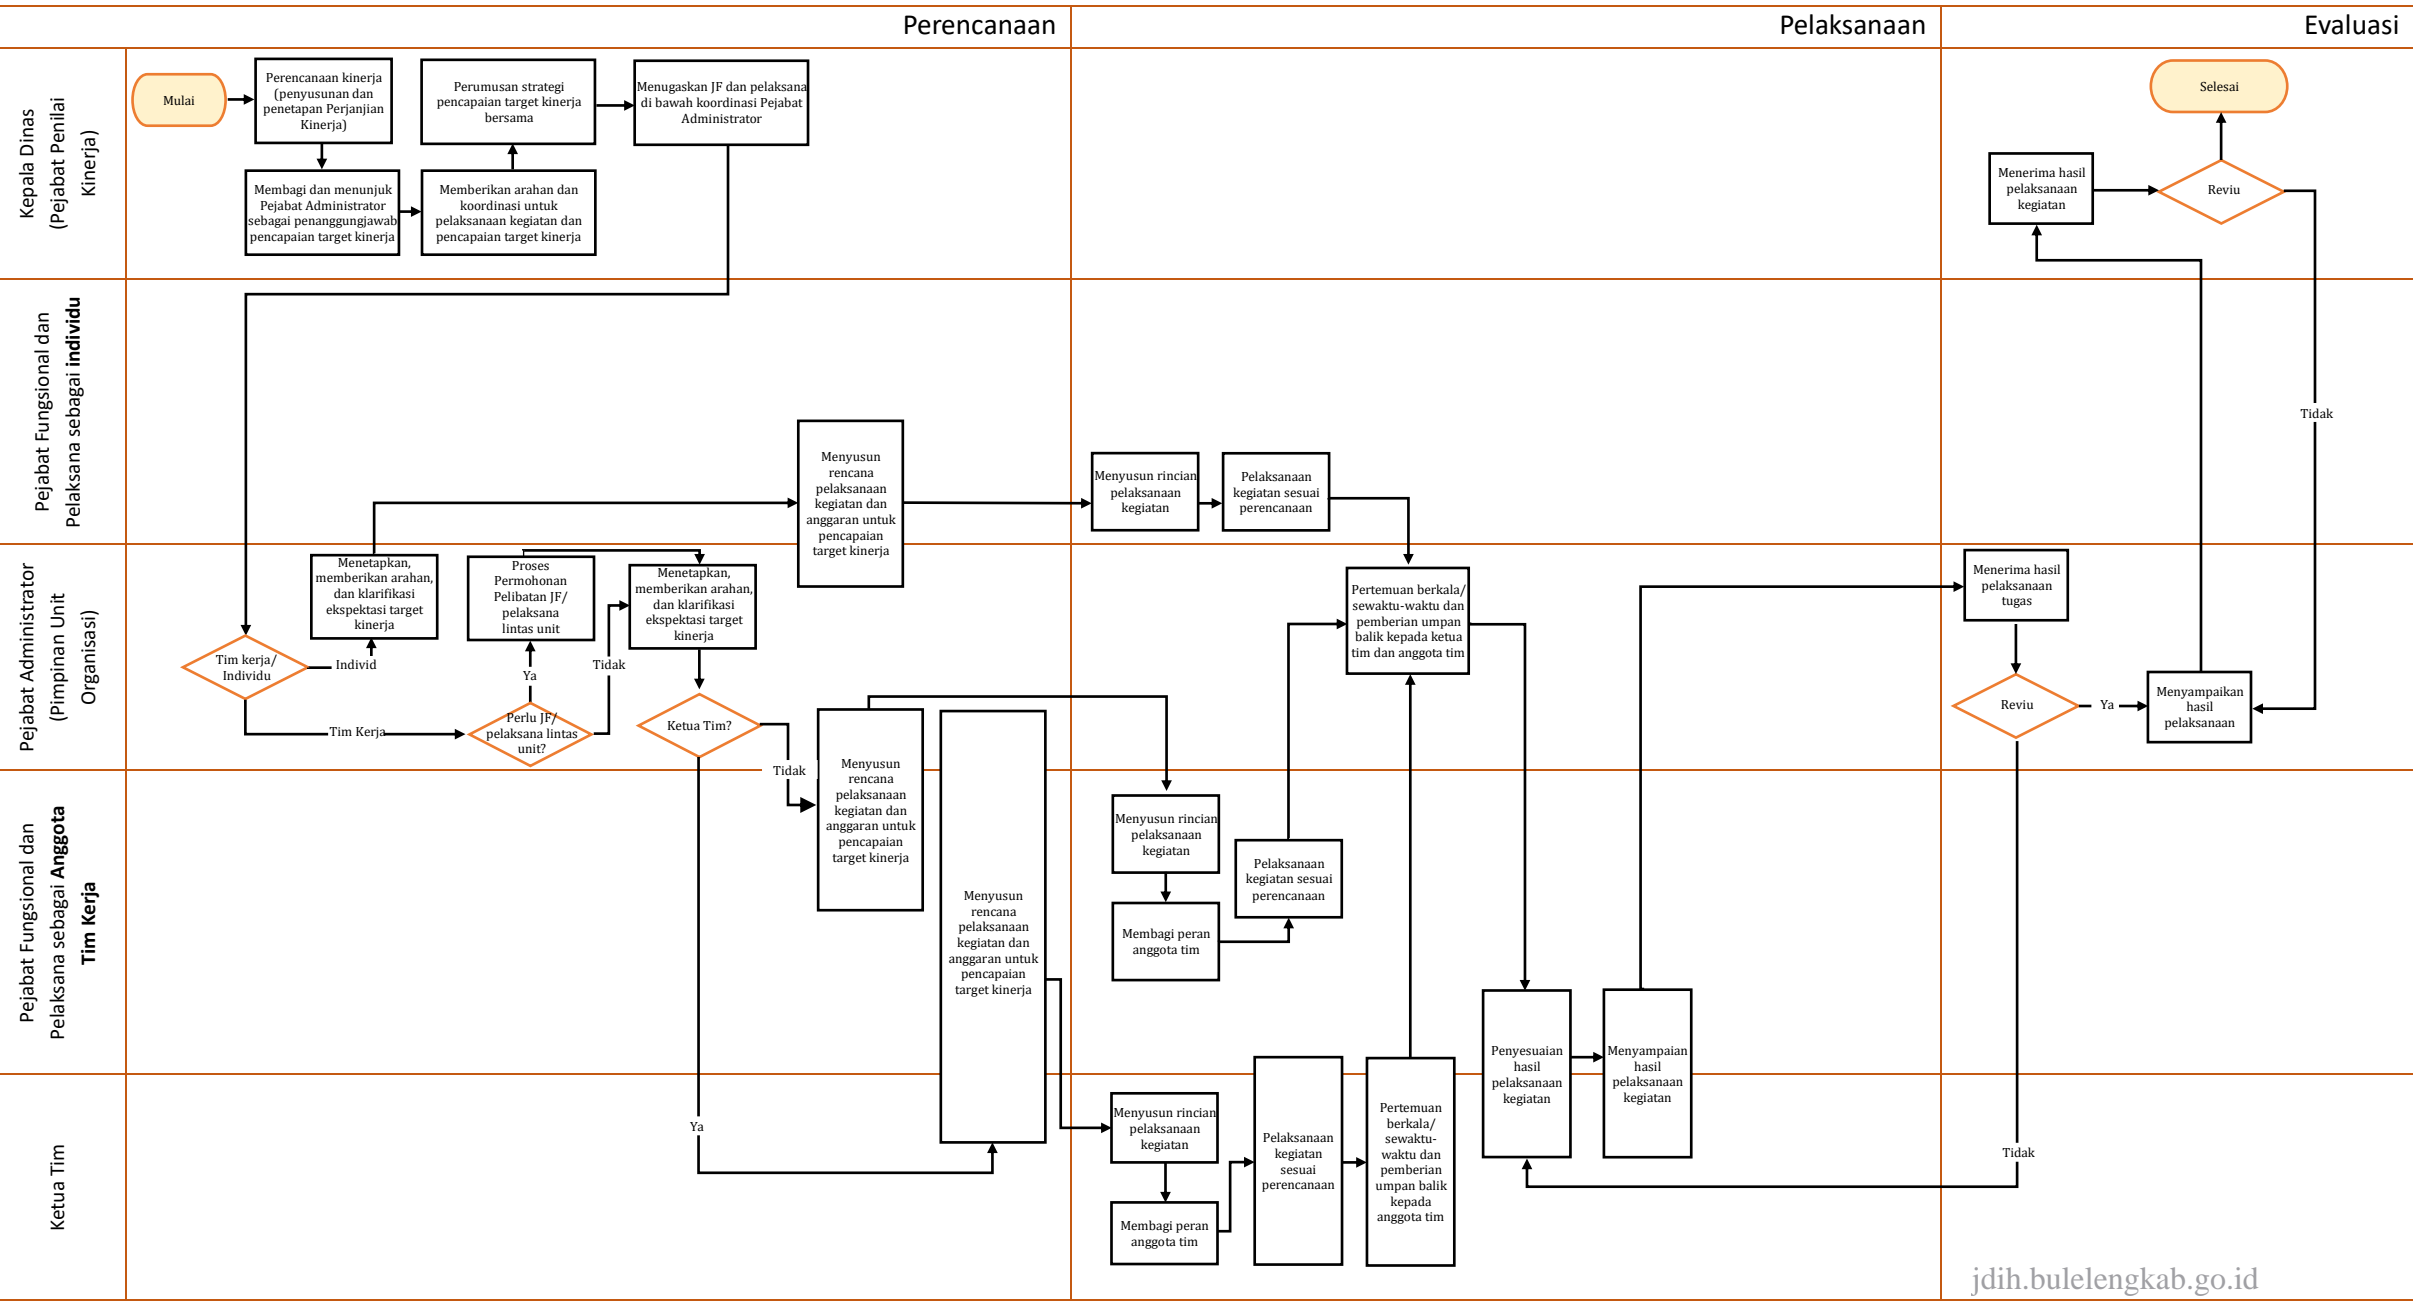 Perencanaan
Pelaksanaan
Evaluasi
Kepala Dinas
(Pejabat Penilai
Kinerja)
Mulai
Perencanaan kinerja
(penyusunan dan
penetapan Perjanjian
Kinerja)
Membagi dan menunjuk
Pejabat Administrator
sebagai penanggungjawab
pencapaian target kinerja
Memberikan arahan dan
koordinasi untuk
pelaksanaan kegiatan dan
pencapaian target kinerja
Perumusan strategi
pencapaian target kinerja
bersama
Menugaskan JF dan pelaksana
di bawah koordinasi Pejabat
Administrator
Selesai
Menerima hasil
pelaksanaan
kegiatan
Reviu
Tidak
Pejabat Fungsional dan
Pelaksana sebagai individu
Menyusun
rencana
pelaksanaan
kegiatan dan
anggaran untuk
pencapaian
target kinerja
Menyusun rincian
pelaksanaan
kegiatan
Pelaksanaan
kegiatan sesuai
perencanaan
Pejabat Administrator
(Pimpinan Unit
Organisasi)
Tim kerja/
Individu
Individ
Tim Kerja
Menetapkan,
memberikan arahan,
dan klarifikasi
ekspektasi target
kinerja
Proses
Permohonan
Pelibatan JF/
pelaksana
lintas unit
Ya
Tidak
Perlu JF/
pelaksana lintas
unit?
Menetapkan,
memberikan arahan,
dan klarifikasi
ekspektasi target
kinerja
Ketua Tim?
Tidak
Ya
Pertemuan berkala/
sewaktu-waktu dan
pemberian umpan
balik kepada ketua
tim dan anggota tim
Menerima hasil
pelaksanaan
tugas
Reviu
Ya
Menyampaikan
hasil
pelaksanaan
Tidak
Pejabat Fungsional dan
Pelaksana sebagai Anggota
Tim Kerja
Menyusun
rencana
pelaksanaan
kegiatan dan
anggaran untuk
pencapaian
target kinerja
Menyusun
rencana
pelaksanaan
kegiatan dan
anggaran untuk
pencapaian
target kinerja
Menyusun rincian
pelaksanaan
kegiatan
Membagi peran
anggota tim
Pelaksanaan
kegiatan sesuai
perencanaan
Penyesuaian
hasil
pelaksanaan
kegiatan
Menyampaian
hasil
pelaksanaan
kegiatan
Ketua Tim
Menyusun rincian
pelaksanaan
kegiatan
Membagi peran
anggota tim
Pelaksanaan
kegiatan
sesuai
perencanaan
Pertemuan
berkala/
sewaktu-
waktu dan
pemberian
umpan balik
kepada
anggota tim
jdih.bulelengkab.go.id